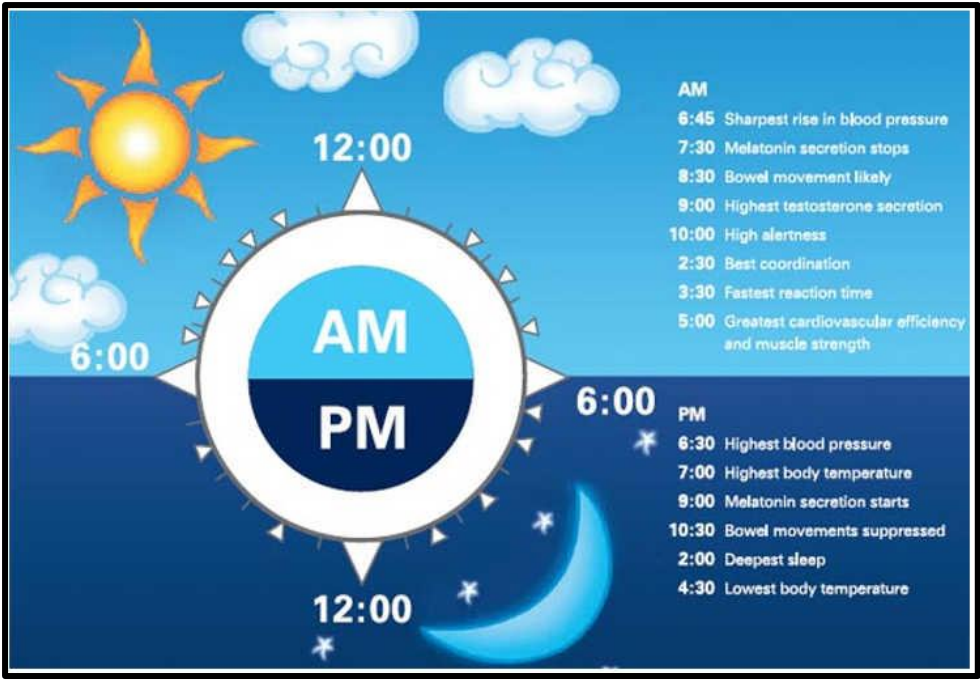 12:00
6:00
AM
PM
6:00
12:00
AM
6:45 Sharpest rise in blood pressure
7:30 Melatonin secretion stops
8:30 Bowel movement likely
9:00 Highest testosterone secretion
10:00 High alertness
2:30 Best coordination
3:30 Fastest reaction time
5:00 Greatest cardiovascular efficiency
and muscle strength
PM
6:30 Highest blood pressure
7:00 Highest body temperature
9:00 Melatonin secretion starts
10:30 Bowel movements suppressed
2:00 Deepest sleep
4:30 Lowest body temperature